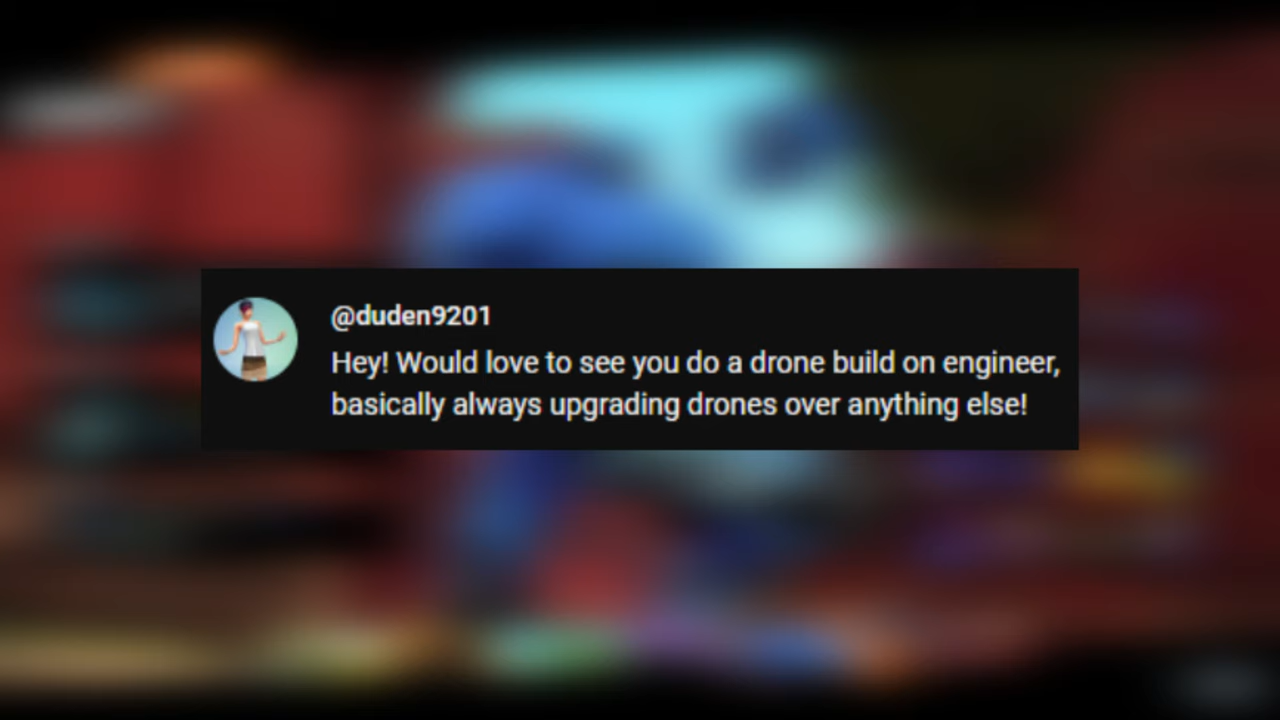 @duden9201
Hey! Would love to see you do a drone build on engineer,
basically always upgrading drones over anything else!